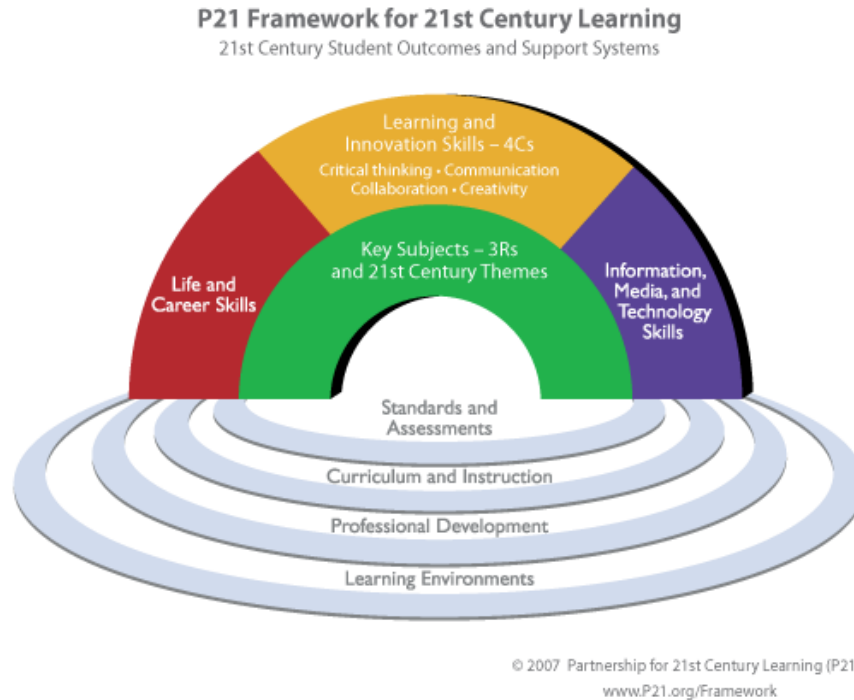 P21 Framework for 21st Century Learning
21st Century Student Outcomes and Support Systems
Learning and
Innovation Skills – 4Cs
Critical thinking • Communication
Collaboration • Creativity
Key Subjects – 3Rs
and 21st Century Themes
Life and
Career Skills
Information,
Media, and
Technology
Skills
Standards and
Assessments
Curriculum and Instruction
Professional Development
Learning Environments
© 2007 Partnership for 21st Century Learning (P21
www.P21.org/Framework